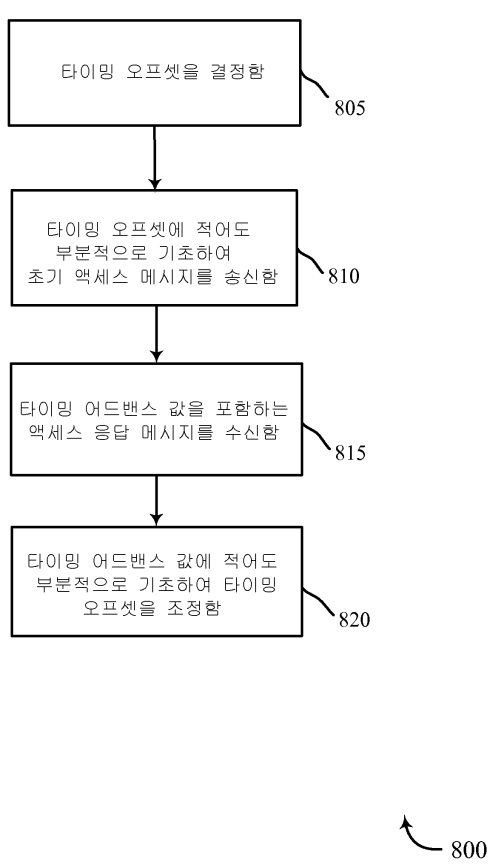 타이밍 오프셋을 결정함
805
타이밍 오프셋에 적어도
부분적으로 기초하여
초기 액세스 메시지를 송신함
810
타이밍 어드밴스 값을 포함하는
액세스 응답 메시지를 수신함
815
타이밍 어드밴스 값에 적어도
부분적으로 기초하여 타이밍
오프셋을 조정함
820
800